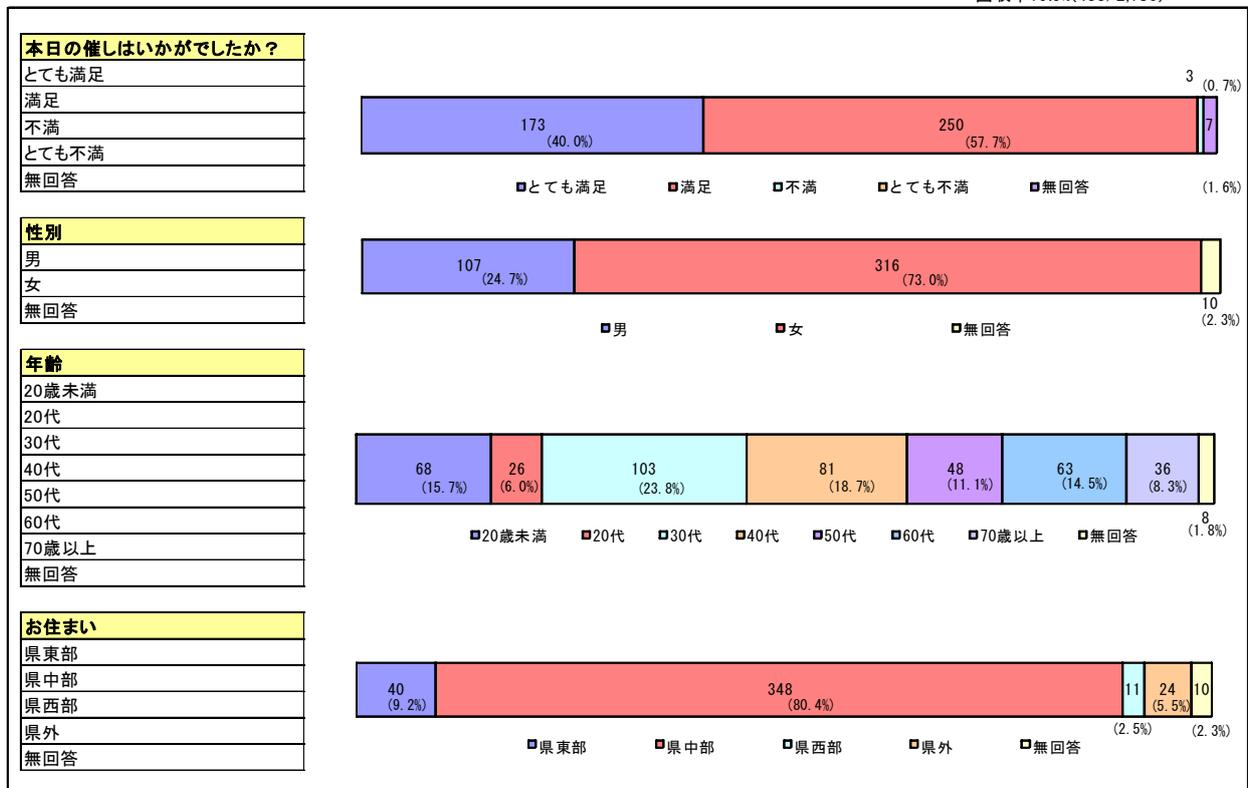 本日の催しはいかがでしたか?
とても満足
満足
不満
とても不満
無回答
173
(40.0%)
250
(57.7%)
3
(0.7%)
7
(1.6%)
とても満足 満足 不満 とても不満 無回答
性別
男
女
無回答
107
(24.7%)
316
(73.0%)
10
(2.3%)
男 女 無回答
年齢
20歳未満
20代
30代
40代
50代
60代
70歳以上
無回答
68
(15.7%)
26
(6.0%)
103
(23.8%)
81
(18.7%)
48
(11.1%)
63
(14.5%)
36
(8.3%)
8
(1.8%)
20歳未満 20代 30代 40代 50代 60代 70歳以上 無回答
お住まい
県東部
県中部
県西部
県外
無回答
40
(9.2%)
348
(80.4%)
11
(2.5%)
24
(5.5%)
10
(2.3%)
県東部 県中部 県西部 県外 無回答